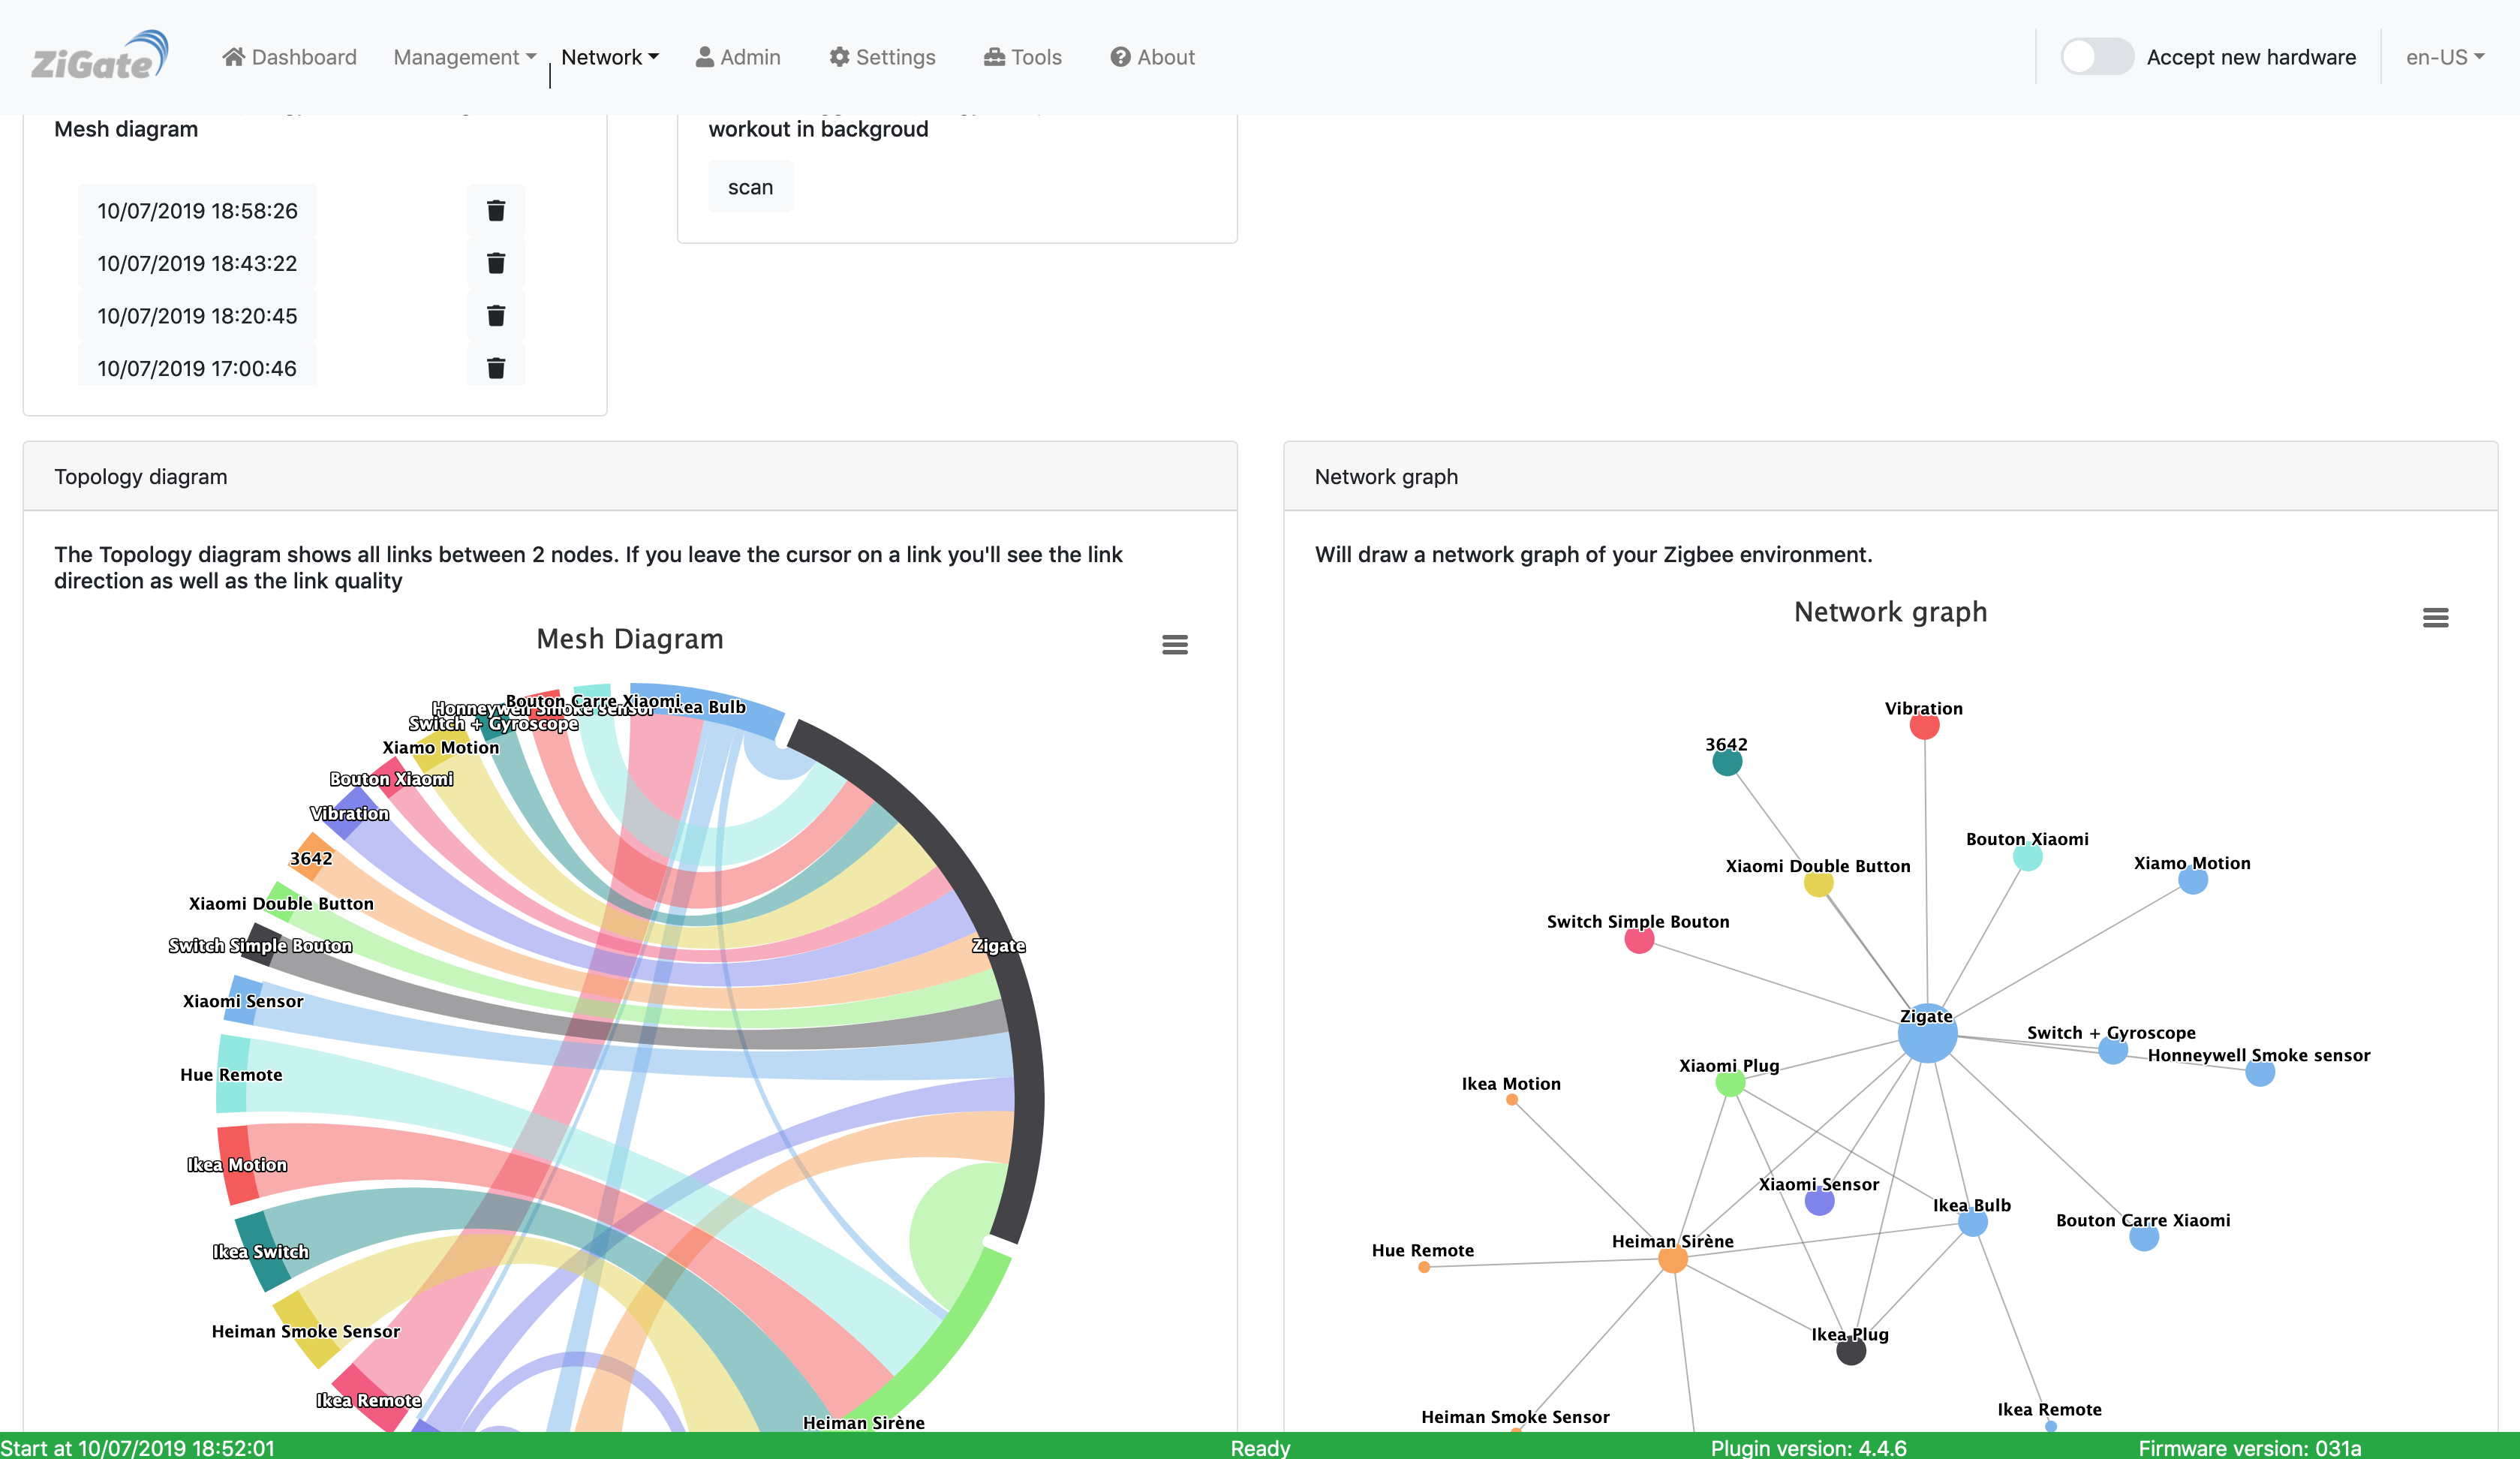 ZiGate
Dashboard
Management
Network
Admin
Settings
Tools
About
Accept new hardware
en-US
Mesh diagram
10/07/2019 18:58:26
10/07/2019 18:43:22
10/07/2019 18:20:45
10/07/2019 17:00:46
workout in backgroud
scan
Topology diagram
The Topology diagram shows all links between 2 nodes. If you leave the cursor on a link you'll see the link
direction as well as the link quality
Mesh Diagram
Bouton Carre Xiaomi
Ikea Bulb
Honneywell Smoke sensor
Switch + Gyroscope
Xiamo Motion
Bouton Xiaomi
Vibration
3642
Xiaomi Double Button
Switch Simple Bouton
Zigate
Xiaomi Sensor
Hue Remote
Ikea Motion
Ikea Switch
Heiman Smoke Sensor
Ikea Remote
Heiman Sirène
Network graph
Will draw a network graph of your Zigbee environment.
Network graph
Vibration
3642
Bouton Xiaomi
Xiaomi Double Button
Xiamo Motion
Switch Simple Bouton
Zigate
Switch + Gyroscope
Honneywell Smoke sensor
Xiaomi Plug
Ikea Motion
Xiaomi Sensor
Ikea Bulb
Bouton Carre Xiaomi
Heiman Sirène
Hue Remote
Ikea Plug
Ikea Remote
Heiman Smoke Sensor
Start at 10/07/2019 18:52:01
Ready
Plugin version: 4.4.6
Firmware version: 031a